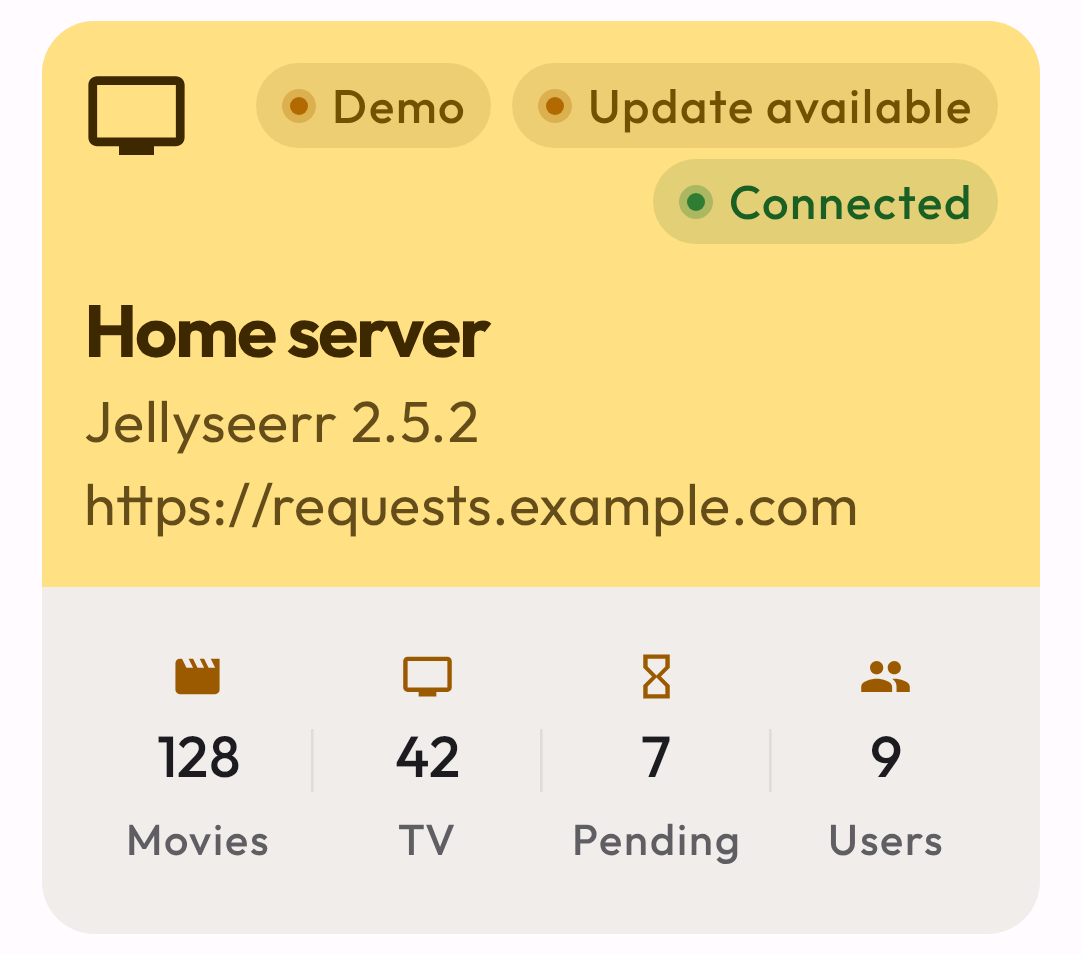 Demo
Update available
Connected
Home server
Jellyseerr 2.5.2
https://requests.example.com
128
42
7
9
Movies
TV
Pending
Users